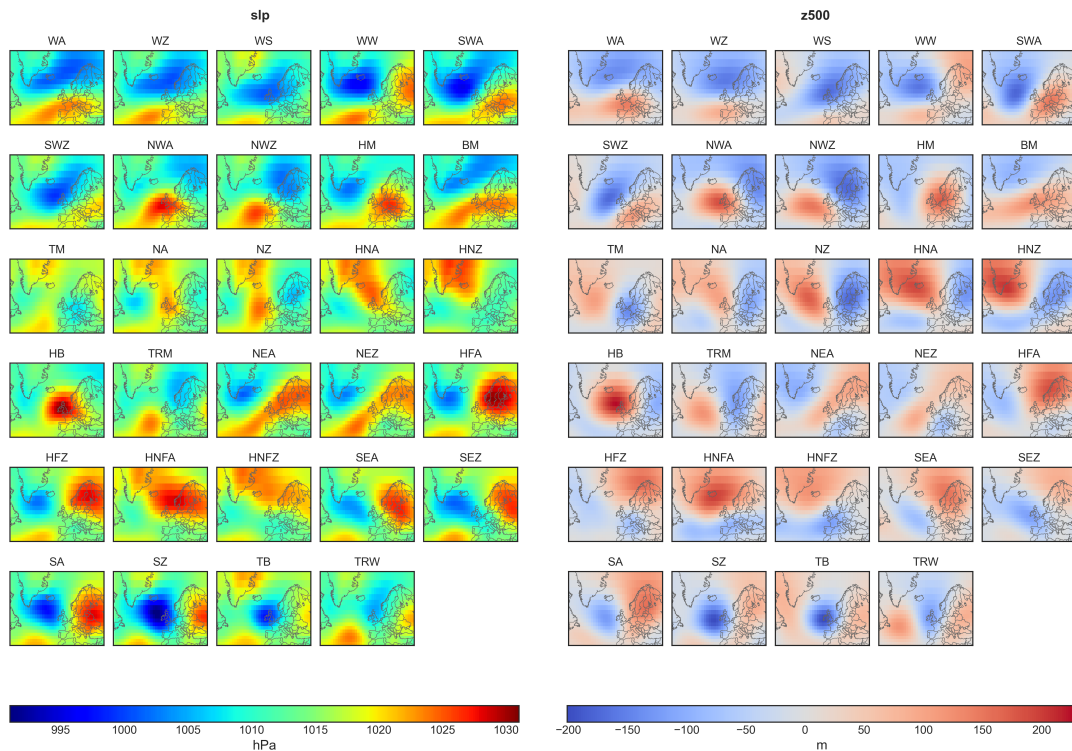 slp
WA WZ WS WW SWA
SWZ NWA NWZ HM BM
TM NA NZ HNA HNZ
HB TRM NEA NEZ HFA
HFZ HNFA HNFZ SEA SEZ
SA SZ TB TRW
995 1000 1005 1010 1015 1020 1025 1030
hPa
z500
WA WZ WS WW SWA
SWZ NWA NWZ HM BM
TM NA NZ HNA HNZ
HB TRM NEA NEZ HFA
HFZ HNFA HNFZ SEA SEZ
SA SZ TB TRW
−200 −150 −100 −50 0 50 100 150 200
m